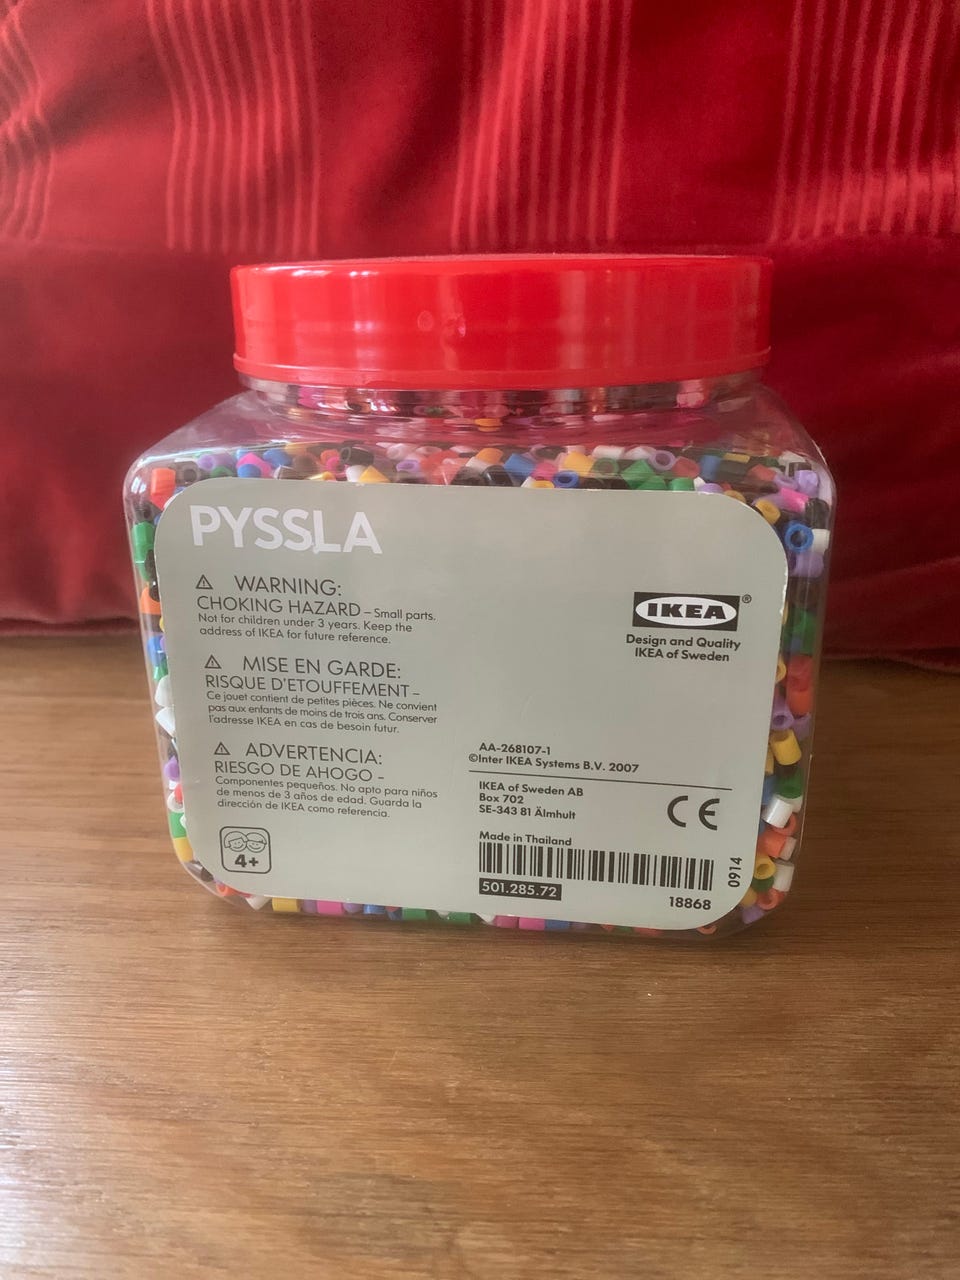 PYSSLA
⚠ WARNING:
CHOKING HAZARD – Small parts.
Not for children under 3 years. Keep the
address of IKEA for future reference.
⚠ MISE EN GARDE:
RISQUE D'ETOUFFEMENT –
Ce jouet contient de petites pièces. Ne convient
pas aux enfants de moins de trois ans. Conserver
l'adresse IKEA en cas de besoin futur.
⚠ ADVERTENCIA:
RIESGO DE AHOGO –
Componentes pequeños. No apto para niños
de menos de 3 años de edad. Guarda la
dirección de IKEA como referencia.
4+
IKEA®
Design and Quality
IKEA of Sweden
AA-268107-1
©Inter IKEA Systems B.V. 2007
IKEA of Sweden AB
Box 702
SE-343 81 Älmhult
CE
Made in Thailand
501.285.72
18868
0914